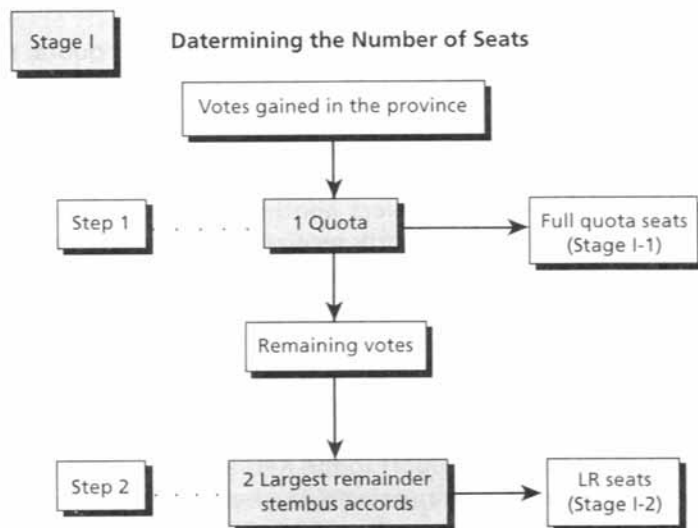 Stage I
Datermining the Number of Seats
Votes gained in the province
Step 1
1 Quota
Full quota seats
(Stage I-1)
Remaining votes
Step 2
2 Largest remainder
stembus accords
LR seats
(Stage I-2)